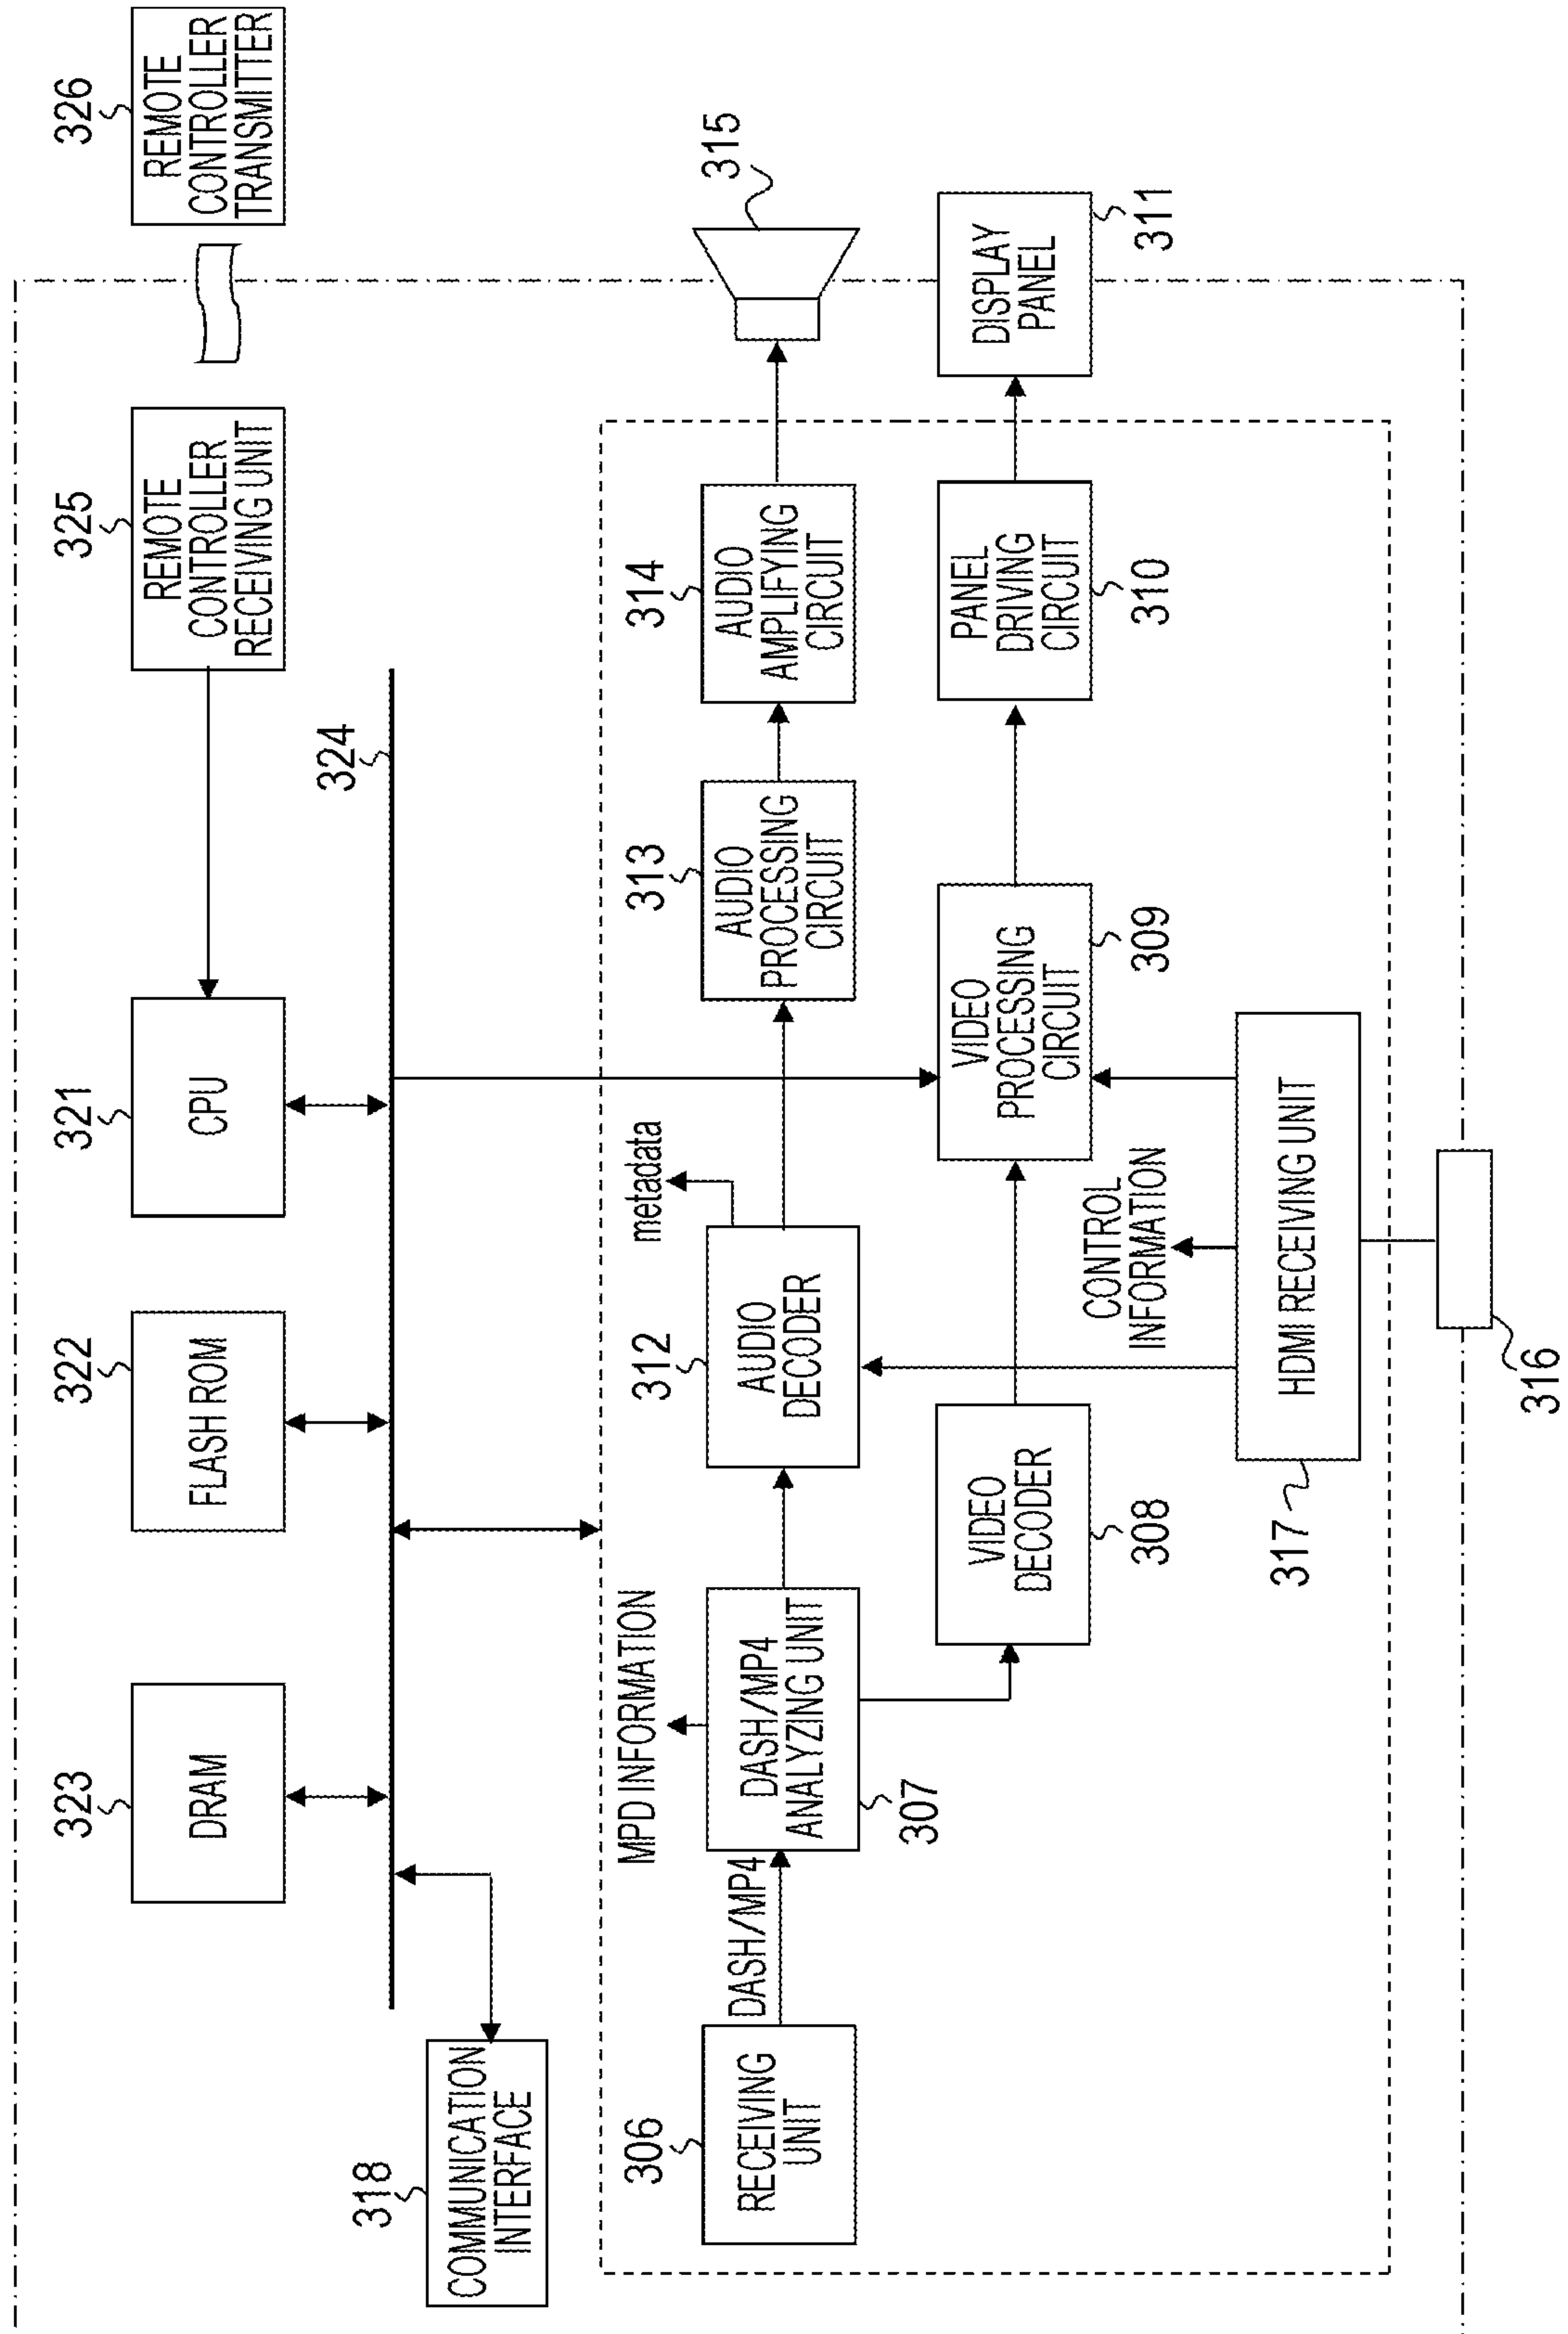 323
DRAM
322
FLASH ROM
321
CPU
325
REMOTE
CONTROLLER
RECEIVING UNIT
326
REMOTE
CONTROLLER
TRANSMITTER
324
318
COMMUNICATION
INTERFACE
306
RECEIVING
UNIT
DASH/MP4
MPD INFORMATION
DASH/MP4
ANALYZING UNIT
307
312
AUDIO
DECODER
metadata
313
AUDIO
PROCESSING
CIRCUIT
314
AUDIO
AMPLIFYING
CIRCUIT
315
VIDEO
DECODER
308
VIDEO
PROCESSING
CIRCUIT
309
PANEL
DRIVING
CIRCUIT
310
DISPLAY
PANEL
311
CONTROL
INFORMATION
HDMI RECEIVING UNIT
317
316